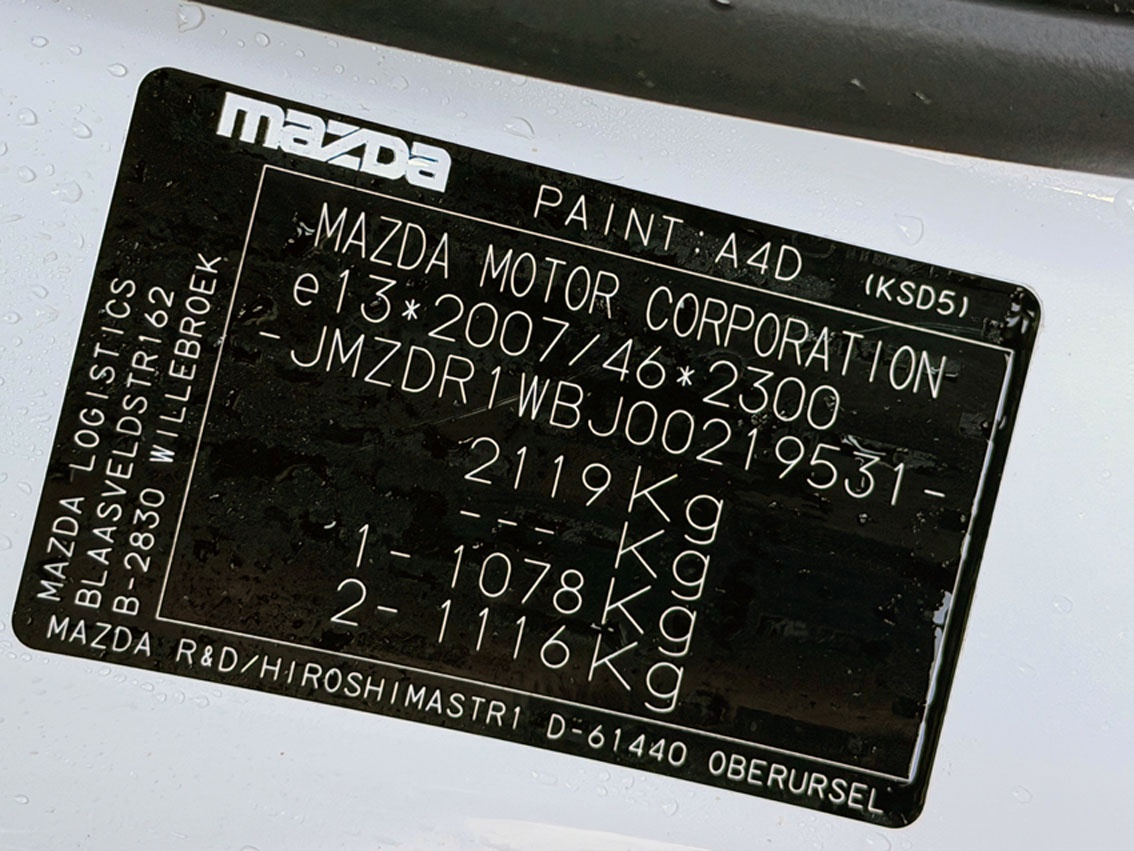 mazda
PAINT: A4D (KSD5)
MAZDA MOTOR CORPORATION
e13*2007/46*2300
-JMZDR1WBJ00219531-
2119Kg
--- Kg
1- 1078Kg
2- 1116Kg
MAZDA LOGISTICS
BLAASVELDSTR162
B-2830 WILLEBROEK
MAZDA R&D/HIROSHIMASTR1 D-61440 OBERURSEL